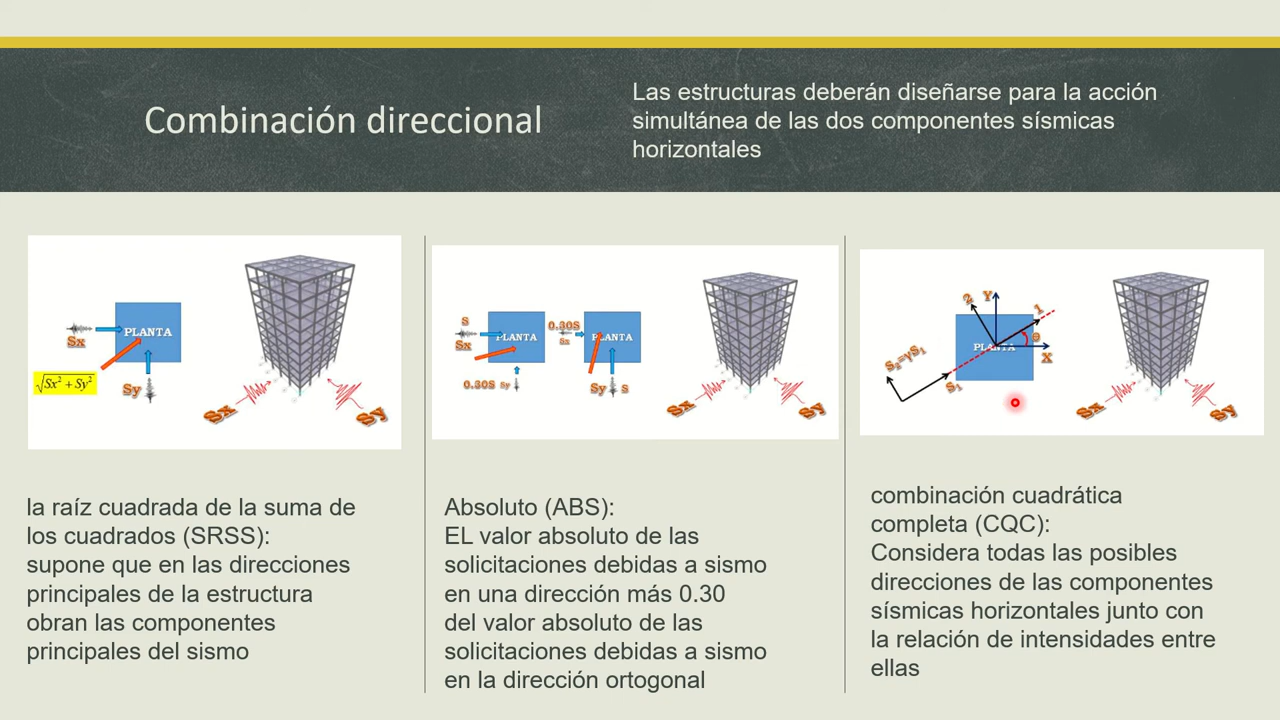 Combinación direccional
Las estructuras deberán diseñarse para la acción
simultánea de las dos componentes sísmicas
horizontales
PLANTA
Sx
√Sx² + Sy²
Sy
Sx
Sy
S
Sx
PLANTA
0.30S Sy
0.30S
Sx
PLANTA
Sy S
Sx
Sy
2
Y
1
θ
PLANTA
X
S₂=γS₁
S₁
Sx
Sy
la raíz cuadrada de la suma de
los cuadrados (SRSS):
supone que en las direcciones
principales de la estructura
obran las componentes
principales del sismo
Absoluto (ABS):
EL valor absoluto de las
solicitaciones debidas a sismo
en una dirección más 0.30
del valor absoluto de las
solicitaciones debidas a sismo
en la dirección ortogonal
combinación cuadrática
completa (CQC):
Considera todas las posibles
direcciones de las componentes
sísmicas horizontales junto con
la relación de intensidades entre
ellas